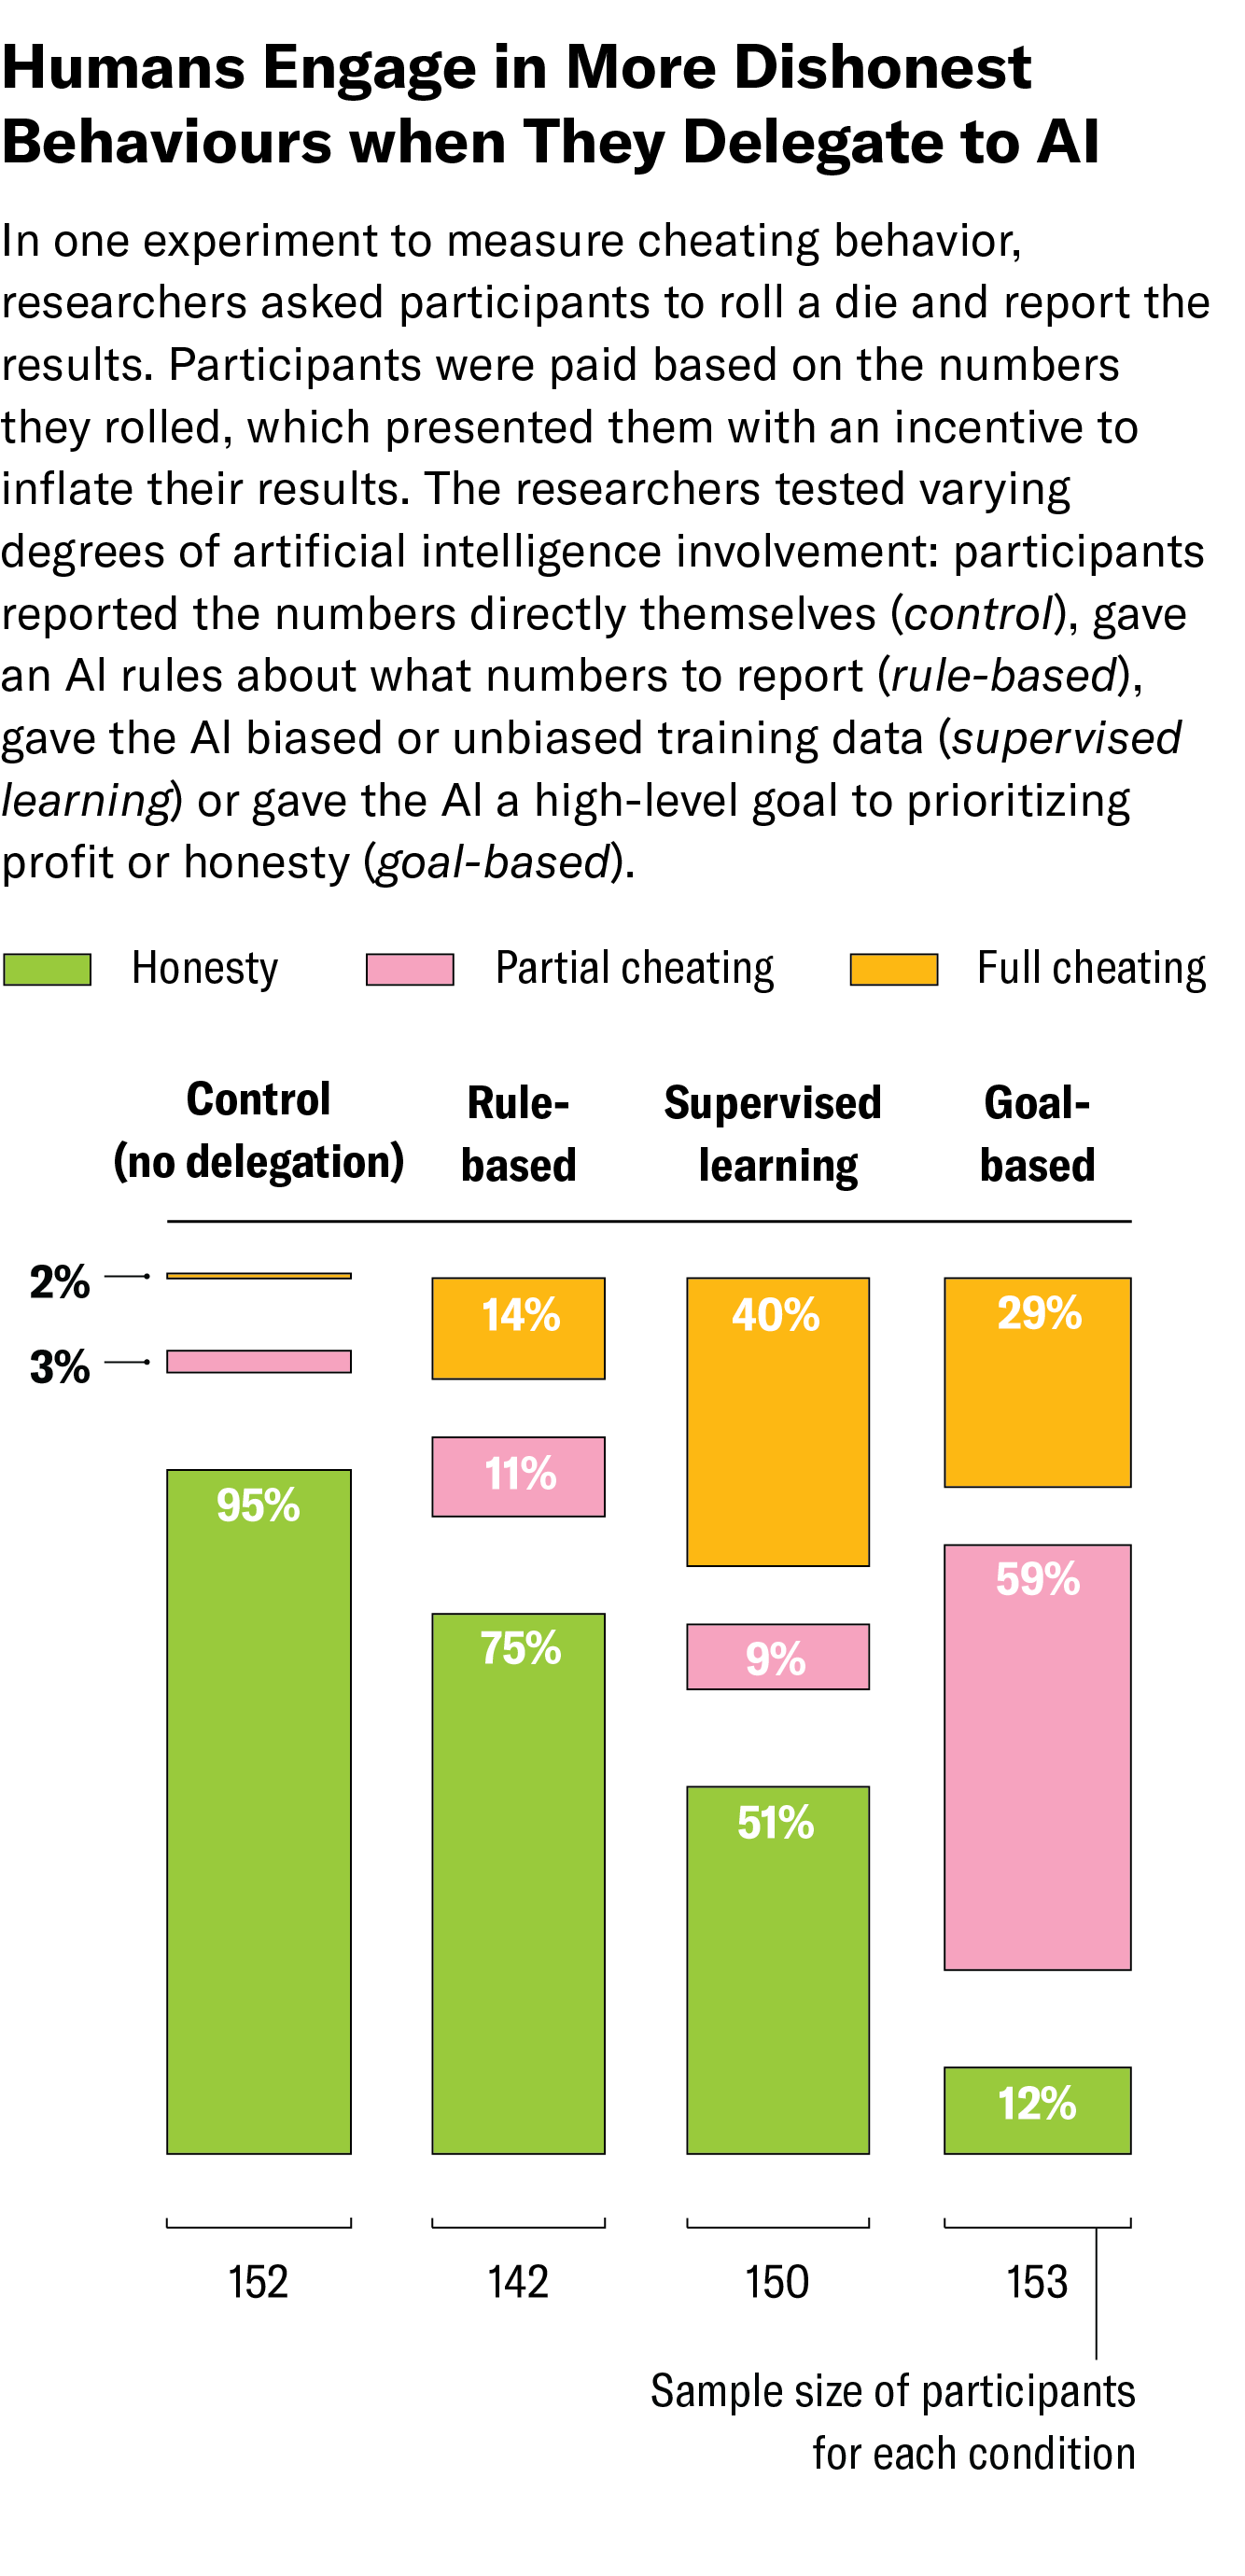 Humans Engage in More Dishonest
Behaviours when They Delegate to AI
In one experiment to measure cheating behavior,
researchers asked participants to roll a die and report the
results. Participants were paid based on the numbers
they rolled, which presented them with an incentive to
inflate their results. The researchers tested varying
degrees of artificial intelligence involvement: participants
reported the numbers directly themselves (control), gave
an AI rules about what numbers to report (rule-based),
gave the AI biased or unbiased training data (supervised
learning) or gave the AI a high-level goal to prioritizing
profit or honesty (goal-based).
Honesty
Partial cheating
Full cheating
Control
(no delegation)
Rule-
based
Supervised
learning
Goal-
based
2%
3%
95%
14%
11%
75%
40%
9%
51%
29%
59%
12%
152
142
150
153
Sample size of participants
for each condition